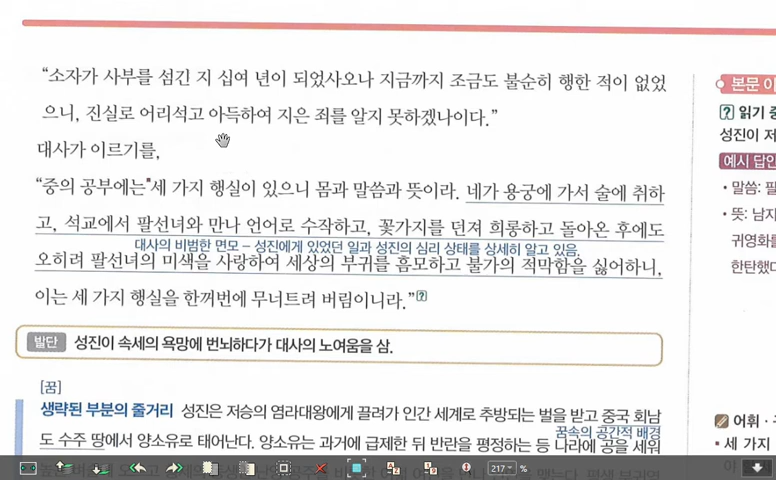 “소자가 사부를 섬긴 지 십여 년이 되었사오나 지금까지 조금도 불순히 행한 적이 없었
으니, 진실로 어리석고 아득하여 지은 죄를 알지 못하겠나이다.”
대사가 이르기를,
“중의 공부에는 세 가지 행실이 있으니 몸과 말씀과 뜻이라. 네가 용궁에 가서 술에 취하
고, 석교에서 팔선녀와 만나 언어로 수작하고, 꽃가지를 던져 희롱하고 돌아온 후에도
대사의 비범한 면모 – 성진에게 있었던 일과 성진의 심리 상태를 상세히 알고 있음.
오히려 팔선녀의 미색을 사랑하여 세상의 부귀를 흠모하고 불가의 적막함을 싫어하니,
이는 세 가지 행실을 한꺼번에 무너트려 버림이니라.” ?
발단 성진이 속세의 욕망에 번뇌하다가 대사의 노여움을 삼.
[꿈]
생략된 부분의 줄거리 성진은 저승의 염라대왕에게 끌려가 인간 세계로 추방되는 벌을 받고 중국 회남
꿈속의 공간적 배경
도 수주 땅에서 양소유로 태어난다. 양소유는 과거에 급제한 뒤 반란을 평정하는 등 나라에 공을 세워
본문 이
? 읽기 중
성진이 저
예시 답안
• 말씀: 팔
• 뜻: 남자
귀영화를
한탄했다
어휘 ·
• 세 가지
217 %